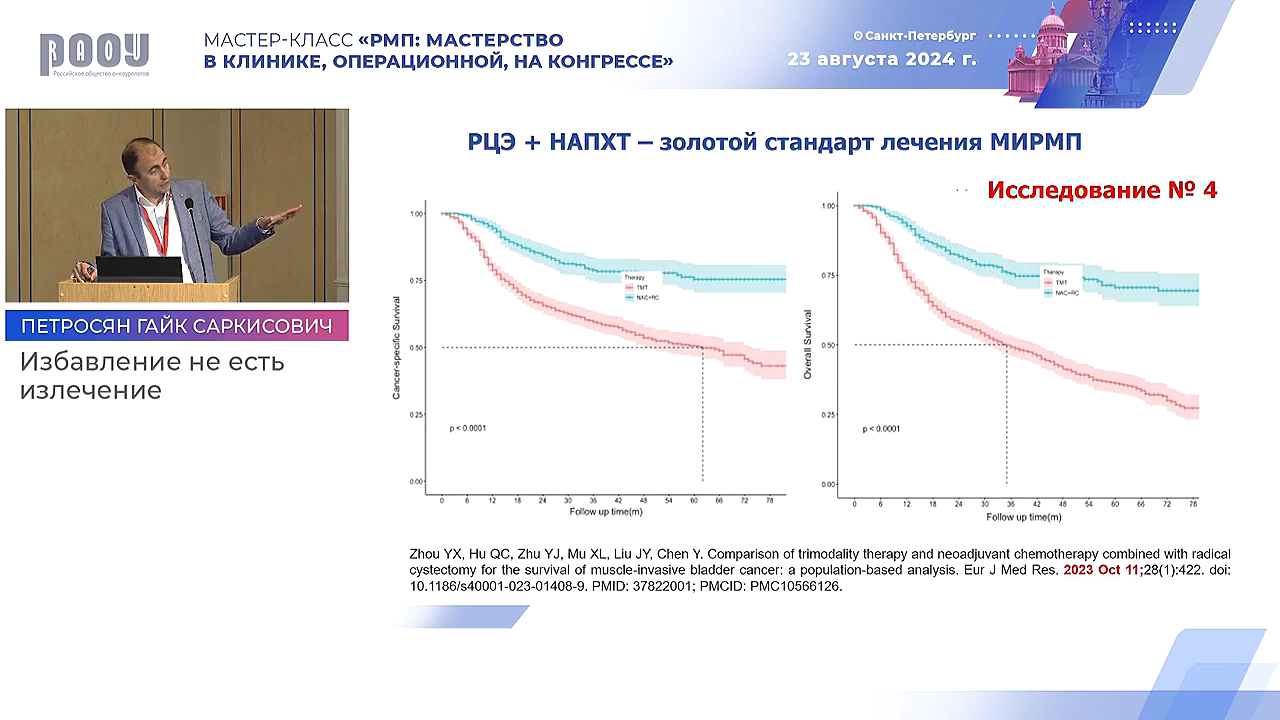 РАОУ
Российское общество онкоурологов
МАСТЕР-КЛАСС «РМП: МАСТЕРСТВО
В КЛИНИКЕ, ОПЕРАЦИОННОЙ, НА КОНГРЕССЕ»
Санкт-Петербург
23 августа 2024 г.
ПЕТРОСЯН ГАЙК САРКИСОВИЧ
Избавление не есть
излечение
РЦЭ + НАПХТ – золотой стандарт лечения МИРМП
Исследование № 4
Cancer-specific Survival
1.00
0.75
0.50
0.25
0.00
Therapy
TMT
NAC+RC
p < 0.0001
0 6 12 18 24 30 36 42 48 54 60 66 72 78
Follow up time(m)
Overall Survival
1.00
0.75
0.50
0.25
0.00
Therapy
TMT
NAC+RC
p < 0.0001
0 6 12 18 24 30 36 42 48 54 60 66 72 78
Follow up time(m)
Zhou YX, Hu QC, Zhu YJ, Mu XL, Liu JY, Chen Y. Comparison of trimodality therapy and neoadjuvant chemotherapy combined with radical
cystectomy for the survival of muscle-invasive bladder cancer: a population-based analysis. Eur J Med Res. 2023 Oct 11;28(1):422. doi:
10.1186/s40001-023-01408-9. PMID: 37822001; PMCID: PMC10566126.